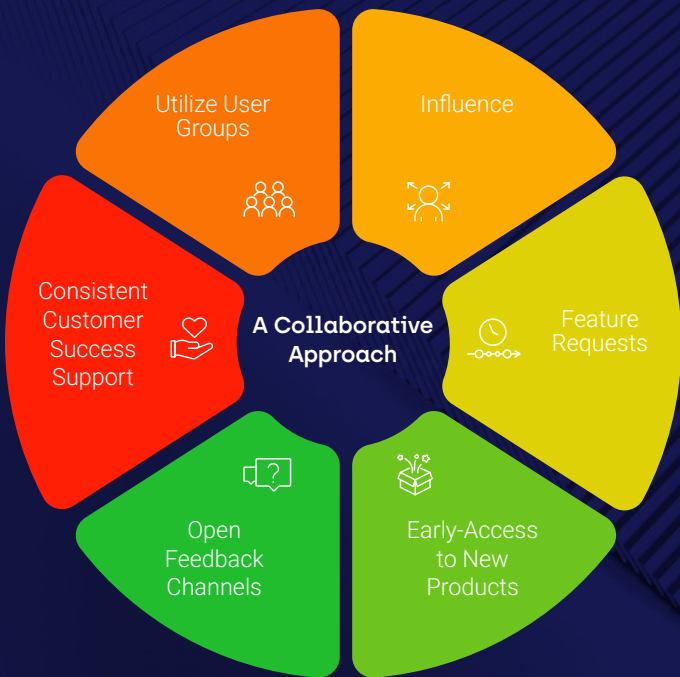 Utilize User
Groups
Influence
Consistent
Customer
Success
Support
A Collaborative
Approach
Feature
Requests
Open
Feedback
Channels
?
Early-Access
to New
Products